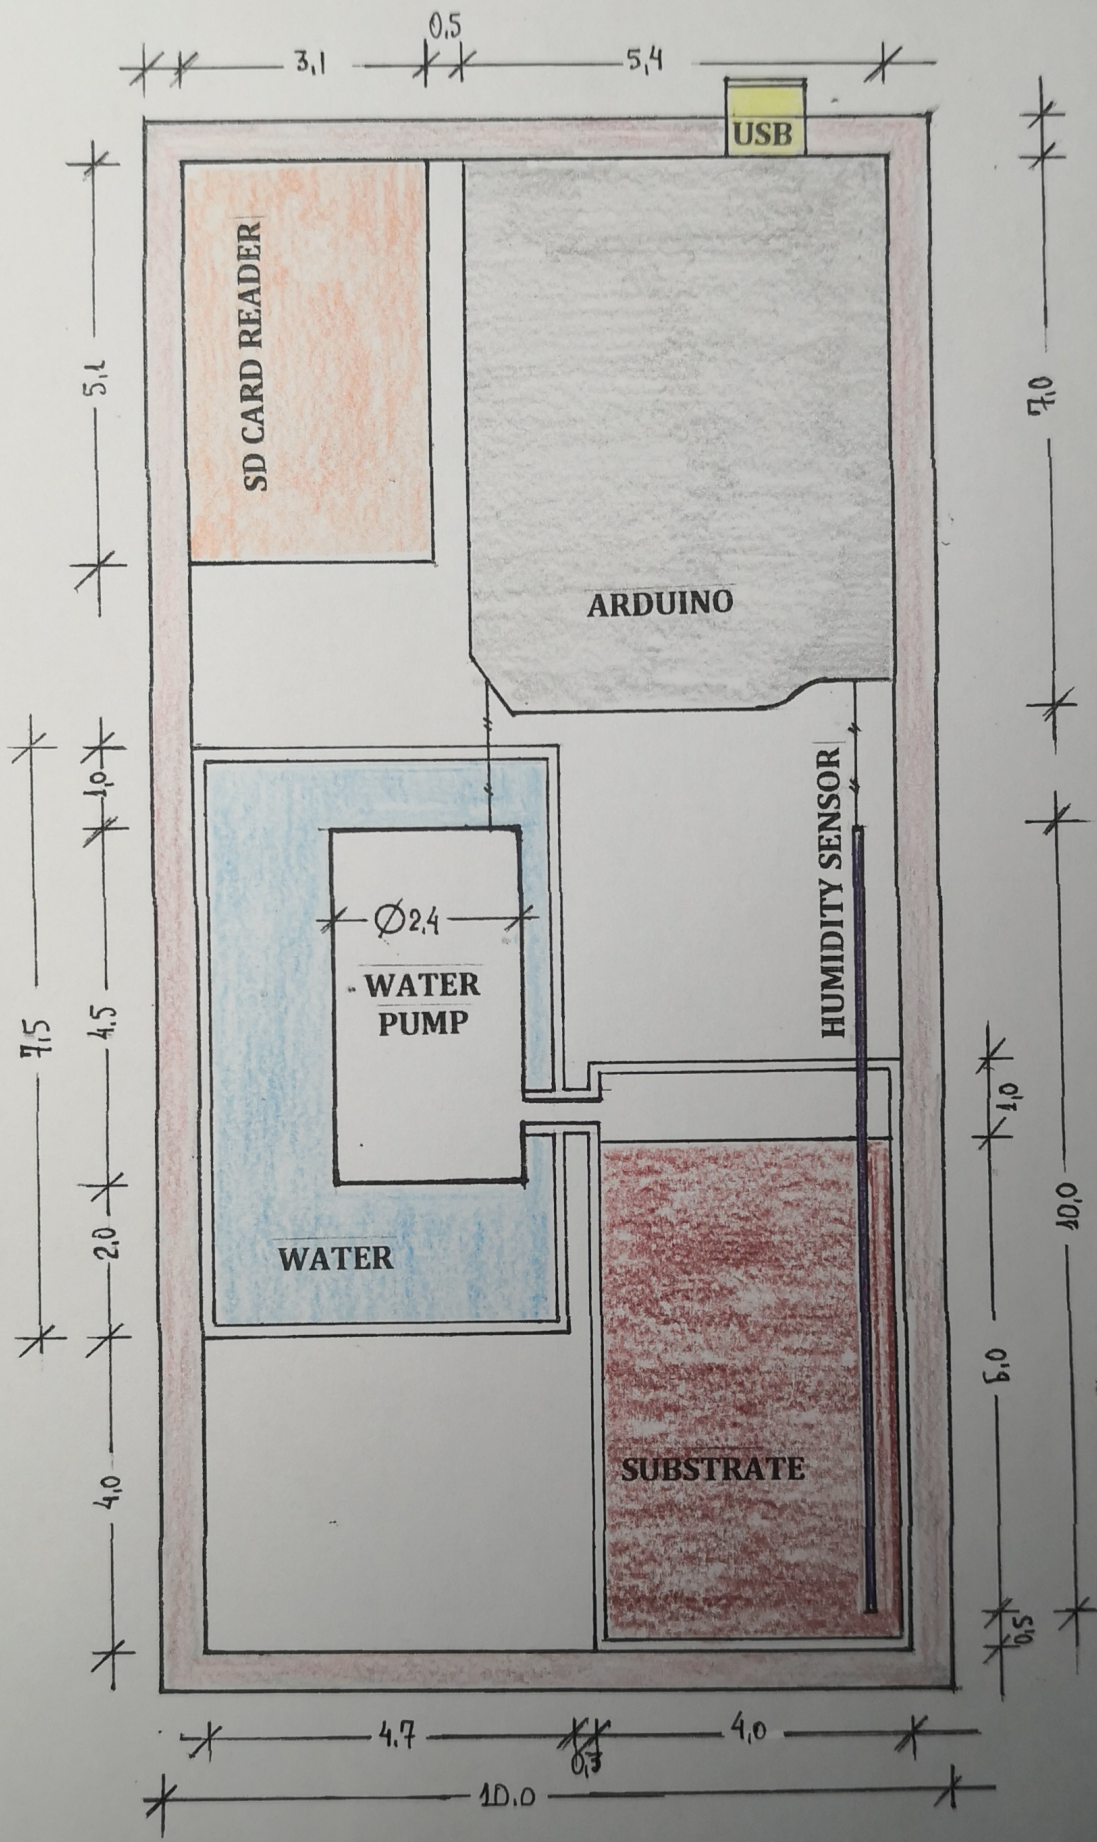 0,5
3,1
5,4
USB
SD CARD READER
5,1
7,0
ARDUINO
1,0
HUMIDITY SENSOR
Ø2,4
WATER
PUMP
4.5
7,5
1,0
10,0
2,0
WATER
6,0
SUBSTRATE
4,0
0,5
4,7
0,3
4,0
10,0